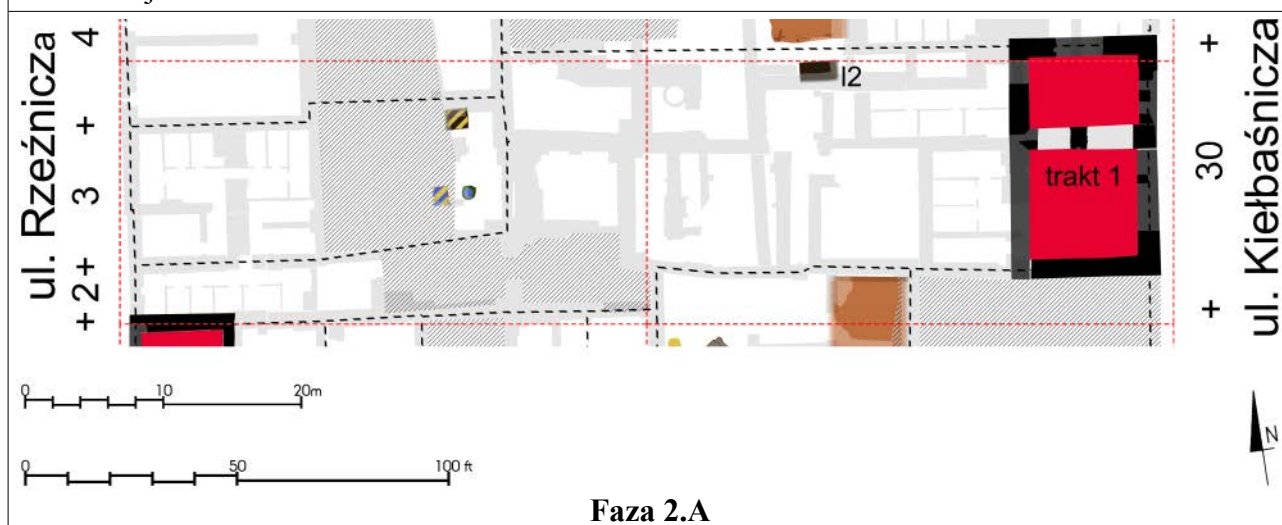 ul. Rzeźnicza
4
+
3
+
2
+
l2
trakt 1
+
30
+
ul. Kiełbaśnicza
0 10 20m
0 50 100 ft
N
Faza 2.A